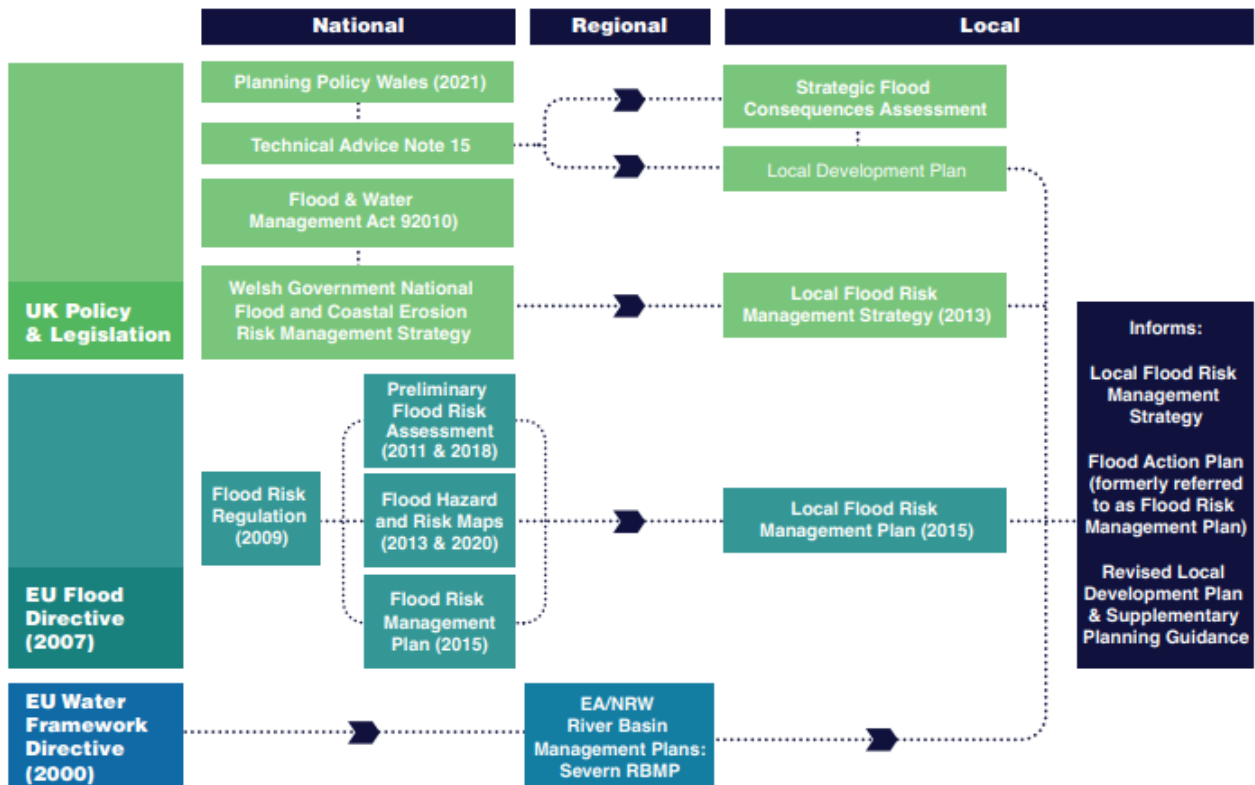 National
Regional
Local
UK Policy
& Legislation
Planning Policy Wales (2021)
Technical Advice Note 15
Flood & Water
Management Act 92010)
Welsh Government National
Flood and Coastal Erosion
Risk Management Strategy
Strategic Flood
Consequences Assessment
Local Development Plan
Local Flood Risk
Management Strategy (2013)
EU Flood
Directive
(2007)
Flood Risk
Regulation
(2009)
Preliminary
Flood Risk
Assessment
(2011 & 2018)
Flood Hazard
and Risk Maps
(2013 & 2020)
Flood Risk
Management
Plan (2015)
Local Flood Risk
Management Plan (2015)
EU Water
Framework
Directive
(2000)
EA/NRW
River Basin
Management Plans:
Severn RBMP
Informs:
Local Flood Risk
Management
Strategy
Flood Action Plan
(formerly referred
to as Flood Risk
Management Plan)
Revised Local
Development Plan
& Supplementary
Planning Guidance